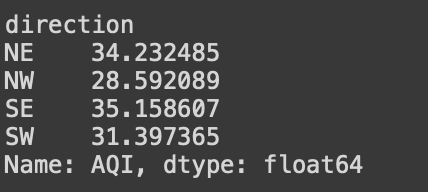 direction
NE    34.232485
NW    28.592089
SE    35.158607
SW    31.397365
Name: AQI, dtype: float64